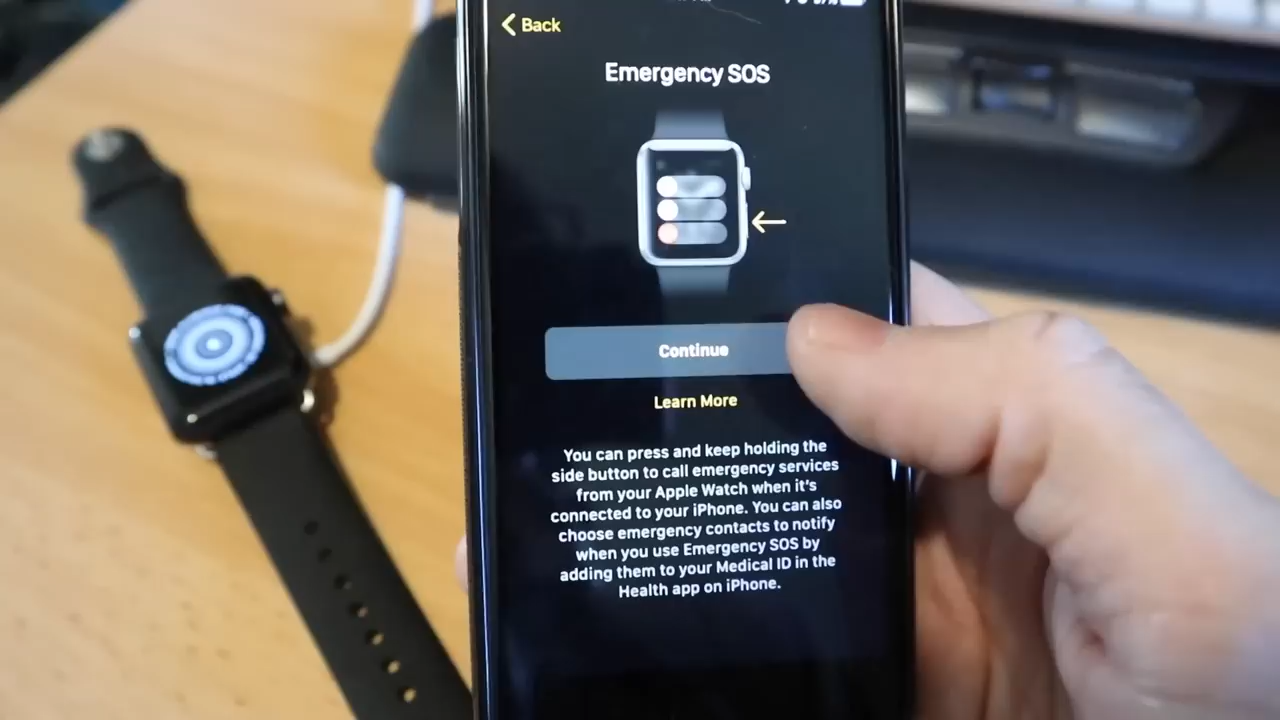 Back
Emergency SOS
Continue
Learn More
You can press and keep holding the
side button to call emergency services
from your Apple Watch when it's
connected to your iPhone. You can also
choose emergency contacts to notify
when you use Emergency SOS by
adding them to your Medical ID in the
Health app on iPhone.